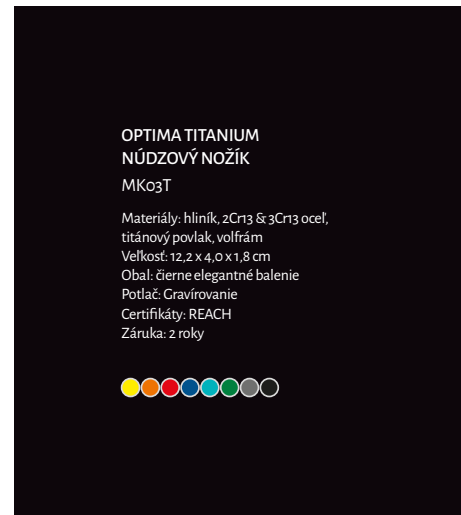 OPTIMA TITANIUM
NÚDZOVÝ NOŽÍK
MK03T
Materiály: hliník, 2Cr13 & 3Cr13 oceľ,
titánový povlak, volfrám
Veľkosť: 12,2 x 4,0 x 1,8 cm
Obal: čierne elegantné balenie
Potlač: Gravírovanie
Certifikáty: REACH
Záruka: 2 roky